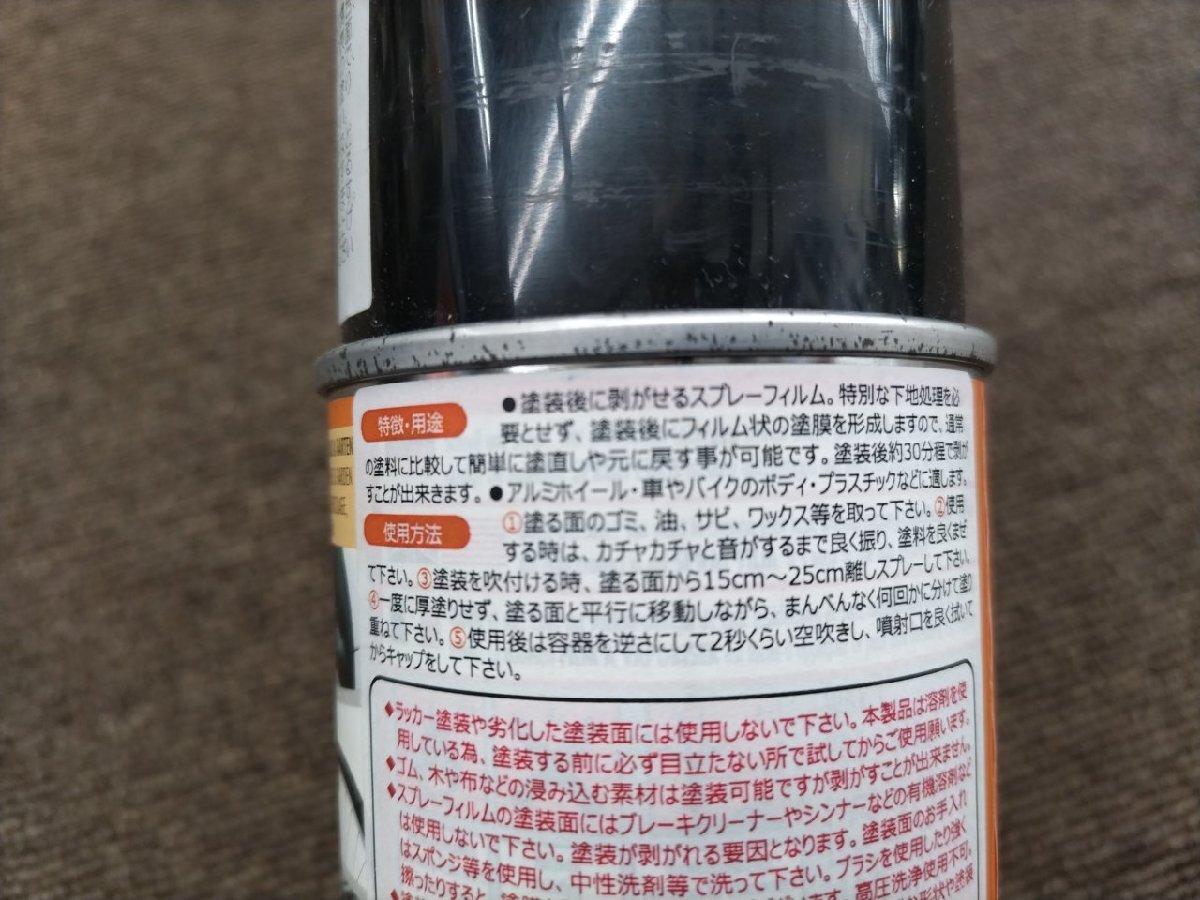 特徴・用途
●塗装後に剥がせるスプレーフィルム。特別な下地処理を必
要とせず、塗装後にフィルム状の塗膜を形成しますので、通常
の塗料に比較して簡単に塗直しや元に戻す事が可能です。塗装後約30分程で剥が
すことが出来きます。●アルミホイール・車やバイクのボディ・プラスチックなどに適します。
使用方法
①塗る面のゴミ、油、サビ、ワックス等を取って下さい。②使用
する時は、カチャカチャと音がするまで良く振り、塗料を良くまぜ
て下さい。③塗装を吹付ける時、塗る面から15cm～25cm離しスプレーして下さい。
④一度に厚塗りせず、塗る面と平行に移動しながら、まんべんなく何回かに分けて塗り
重ねて下さい。⑤使用後は容器を逆さにして2秒くらい空吹きし、噴射口を良く拭いて
からキャップをして下さい。
◆ラッカー塗装や劣化した塗装面には使用しないで下さい。本製品は溶剤を使
用している為、塗装する前に必ず目立たない所で試してからご使用願います。
◆ゴム、木や布などの浸み込む素材は塗装可能ですが剥がすことが出来ません。
◆スプレーフィルムの塗装面にはブレーキクリーナーやシンナーなどの有機溶剤など
は使用しないで下さい。塗装が剥がれる要因となります。塗装面のお手入れ
はスポンジ等を使用し、中性洗剤等で洗って下さい。ブラシを使用したり強く
擦ったりすると、 高圧洗浄使用不可。